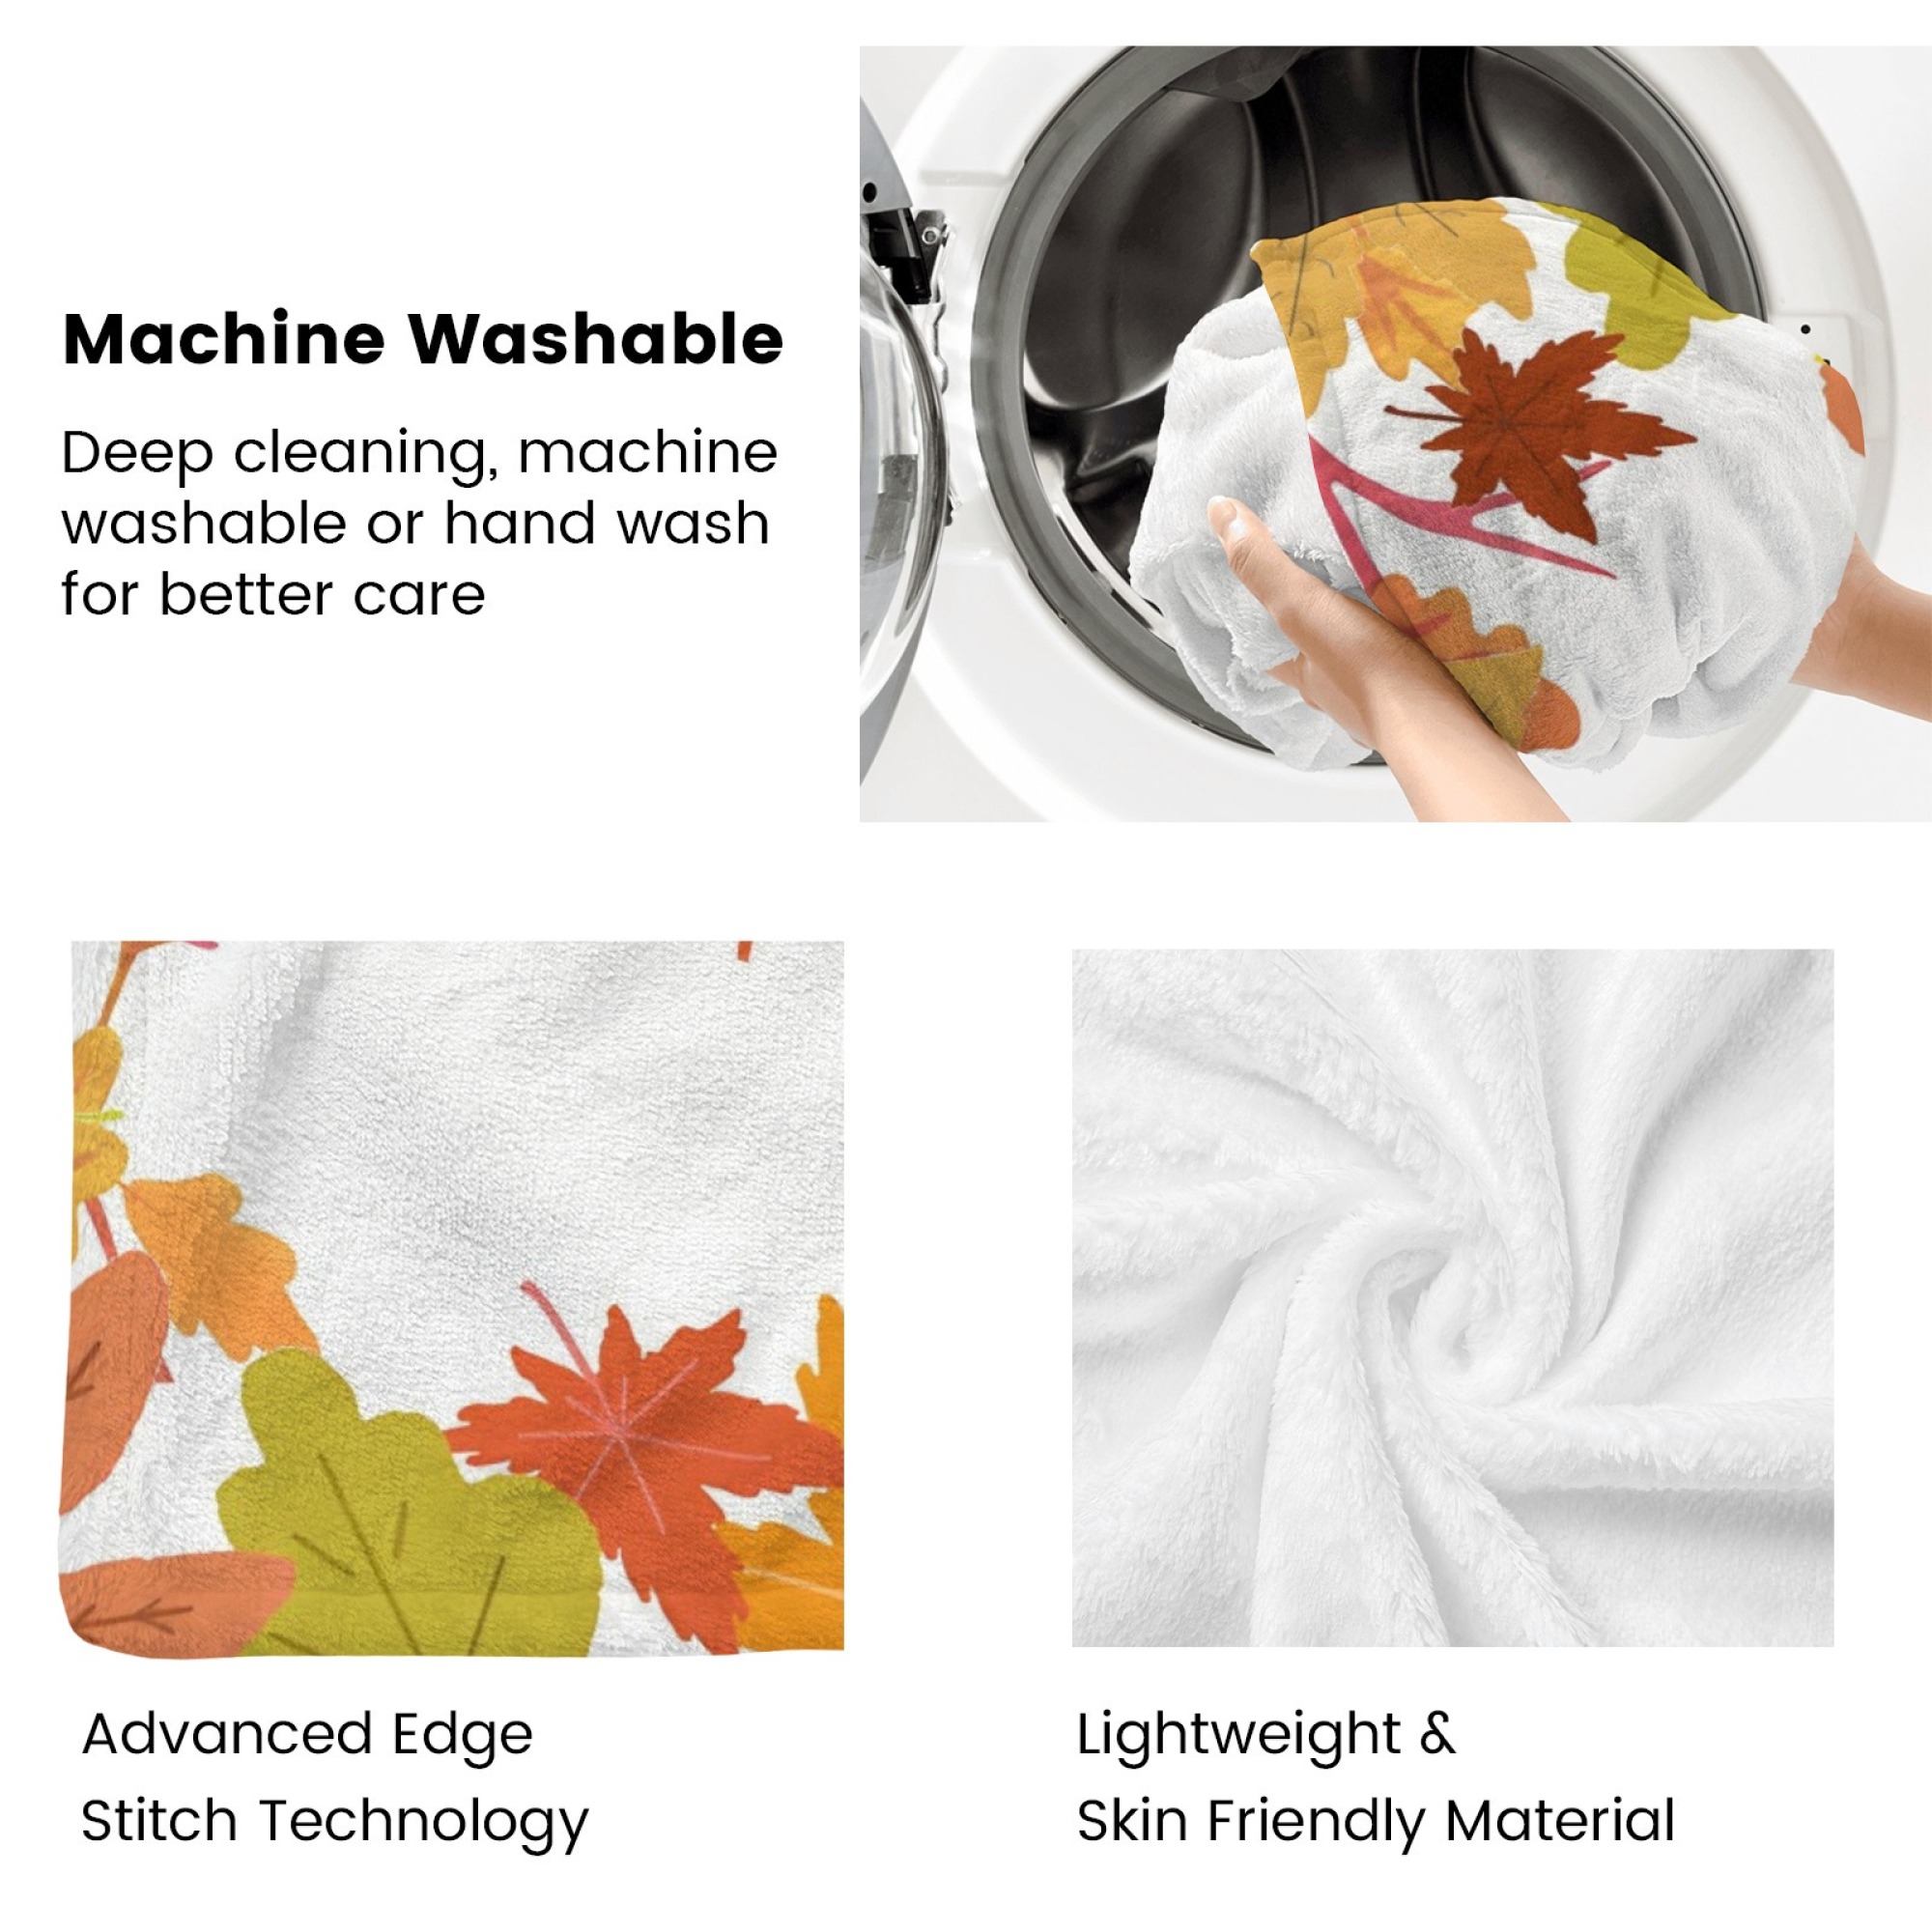 Machine Washable
Deep cleaning, machine
washable or hand wash
for better care
Advanced Edge
Stitch Technology
Lightweight &
Skin Friendly Material